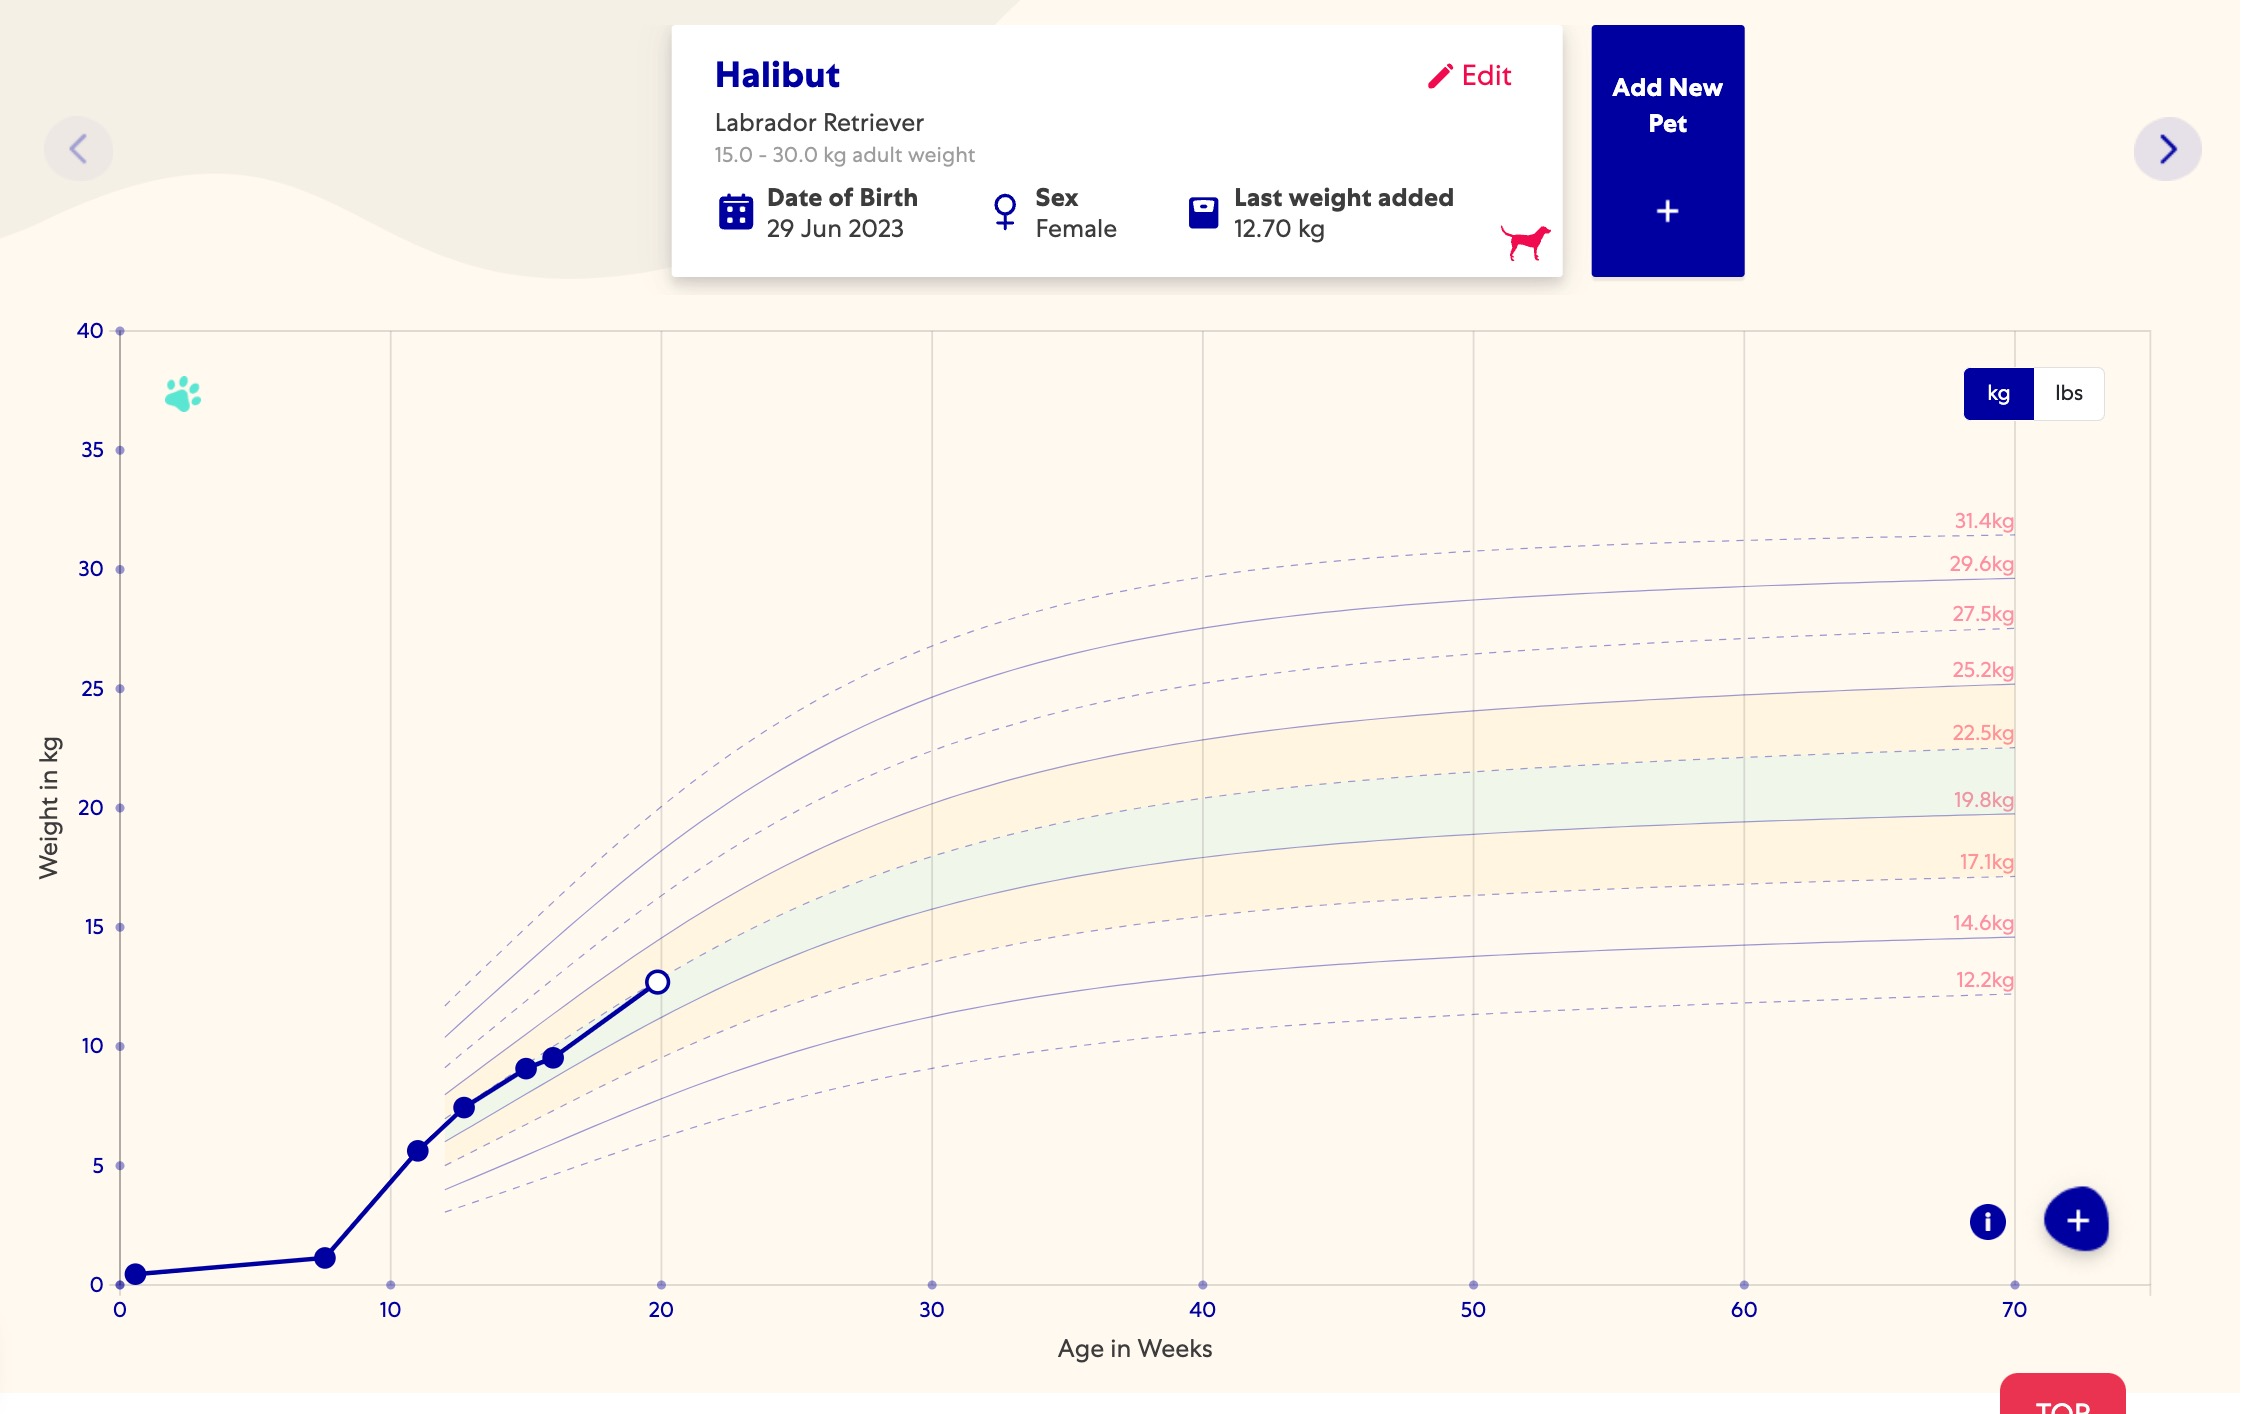 Halibut
Edit
Labrador Retriever
15.0 - 30.0 kg adult weight
Date of Birth
29 Jun 2023
Sex
Female
Last weight added
12.70 kg
Add New
Pet
+
kg
lbs
Weight in kg
40
35
30
25
20
15
10
5
0
31.4kg
29.6kg
27.5kg
25.2kg
22.5kg
19.8kg
17.1kg
14.6kg
12.2kg
i
+
0
10
20
30
40
50
60
70
Age in Weeks
TOP